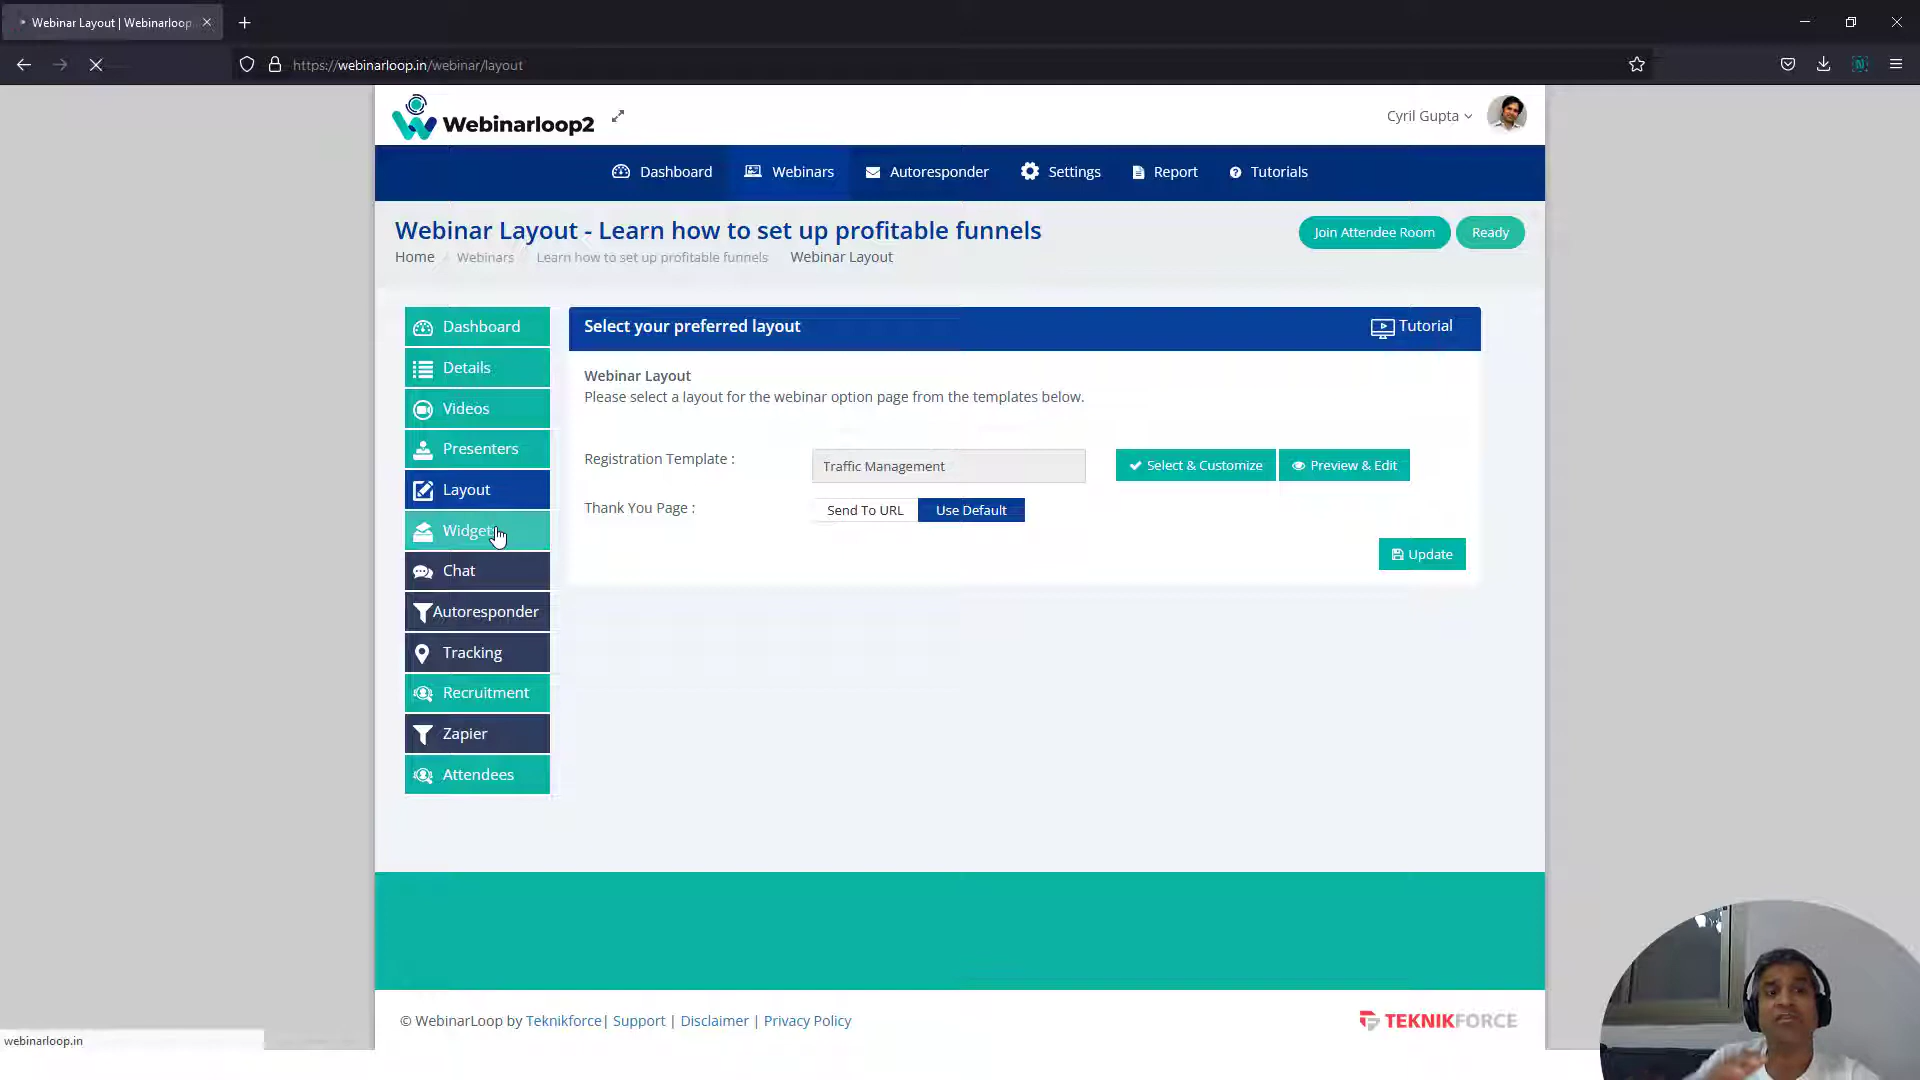 Webinar Layout | Webinarloop
https://webinarloop.in/webinar/layout
Webinarloop2
Cyril Gupta
Dashboard Webinars Autoresponder Settings Report Tutorials
Webinar Layout - Learn how to set up profitable funnels
Join Attendee Room Ready
Home Webinars Learn how to set up profitable funnels Webinar Layout
Dashboard
Details
Videos
Presenters
Layout
Widget
Chat
Autoresponder
Tracking
Recruitment
Zapier
Attendees
Select your preferred layout Tutorial
Webinar Layout
Please select a layout for the webinar option page from the templates below.
Registration Template : Traffic Management Select & Customize Preview & Edit
Thank You Page : Send To URL Use Default
Update
© WebinarLoop by Teknikforce| Support | Disclaimer | Privacy Policy
TEKNIKFORCE
webinarloop.in